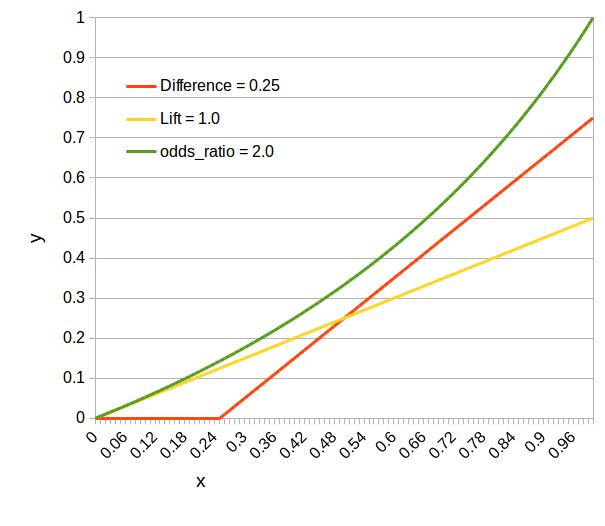 1
0.9
0.8
0.7
0.6
0.5
0.4
0.3
0.2
0.1
0
Difference = 0.25
Lift = 1.0
odds_ratio = 2.0
y
0 0.06 0.12 0.18 0.24 0.3 0.36 0.42 0.48 0.54 0.6 0.66 0.72 0.78 0.84 0.9 0.96
x